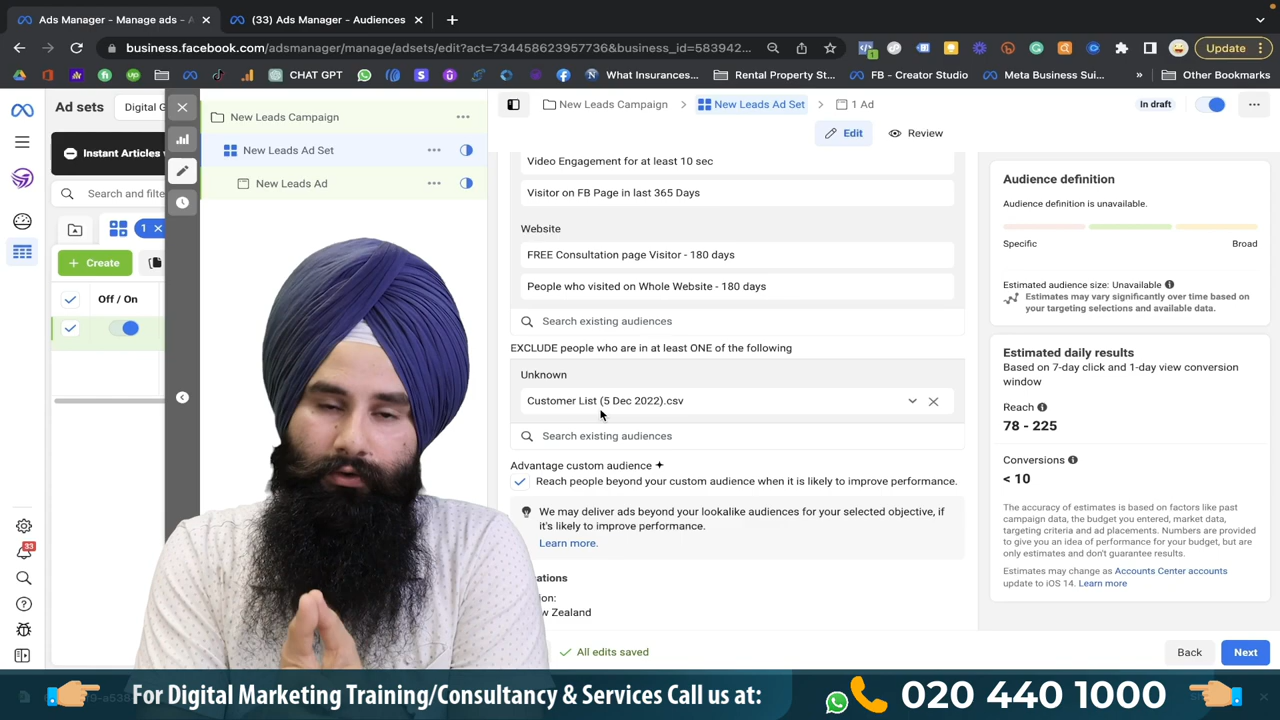 Ads Manager - Manage ads - A
(33) Ads Manager - Audiences
business.facebook.com/adsmanager/manage/adsets/edit?act=734458623957736&business_id=583942...
Update
CHAT GPT
What Insurances...
Rental Property St...
FB - Creator Studio
Meta Business Sui...
»
Other Bookmarks
Ad sets
Digital G
Instant Articles v
Search and filte
1
Create
Off / On
33
New Leads Campaign
New Leads Ad Set
New Leads Ad
New Leads Campaign
New Leads Ad Set
1 Ad
In draft
Edit
Review
Video Engagement for at least 10 sec
Visitor on FB Page in last 365 Days
Website
FREE Consultation page Visitor - 180 days
People who visited on Whole Website - 180 days
Search existing audiences
EXCLUDE people who are in at least ONE of the following
Unknown
Customer List (5 Dec 2022).csv
Search existing audiences
Advantage custom audience
Reach people beyond your custom audience when it is likely to improve performance.
We may deliver ads beyond your lookalike audiences for your selected objective, if
it's likely to improve performance.
Learn more.
ations
on:
w Zealand
All edits saved
Back
Next
Audience definition
Audience definition is unavailable.
Specific
Broad
Estimated audience size: Unavailable
Estimates may vary significantly over time based on
your targeting selections and available data.
Estimated daily results
Based on 7-day click and 1-day view conversion
window
Reach
78 - 225
Conversions
< 10
The accuracy of estimates is based on factors like past
campaign data, the budget you entered, market data,
targeting criteria and ad placements. Numbers are provided
to give you an idea of performance for your budget, but are
only estimates and don't guarantee results.
Estimates may change as Accounts Center accounts
update to iOS 14. Learn more
For Digital Marketing Training/Consultancy & Services Call us at:
020 440 1000